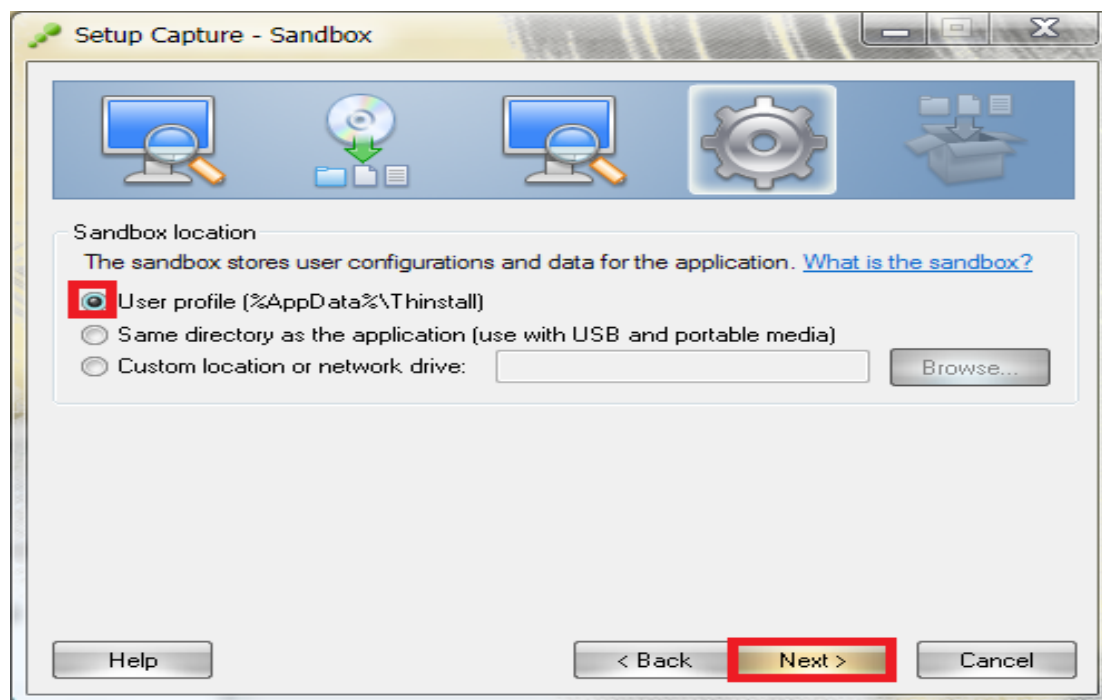 Setup Capture - Sandbox
Sandbox location
The sandbox stores user configurations and data for the application. What is the sandbox?
User profile (%AppData%\Thinstall)
Same directory as the application (use with USB and portable media)
Custom location or network drive: Browse...
Help < Back Next > Cancel